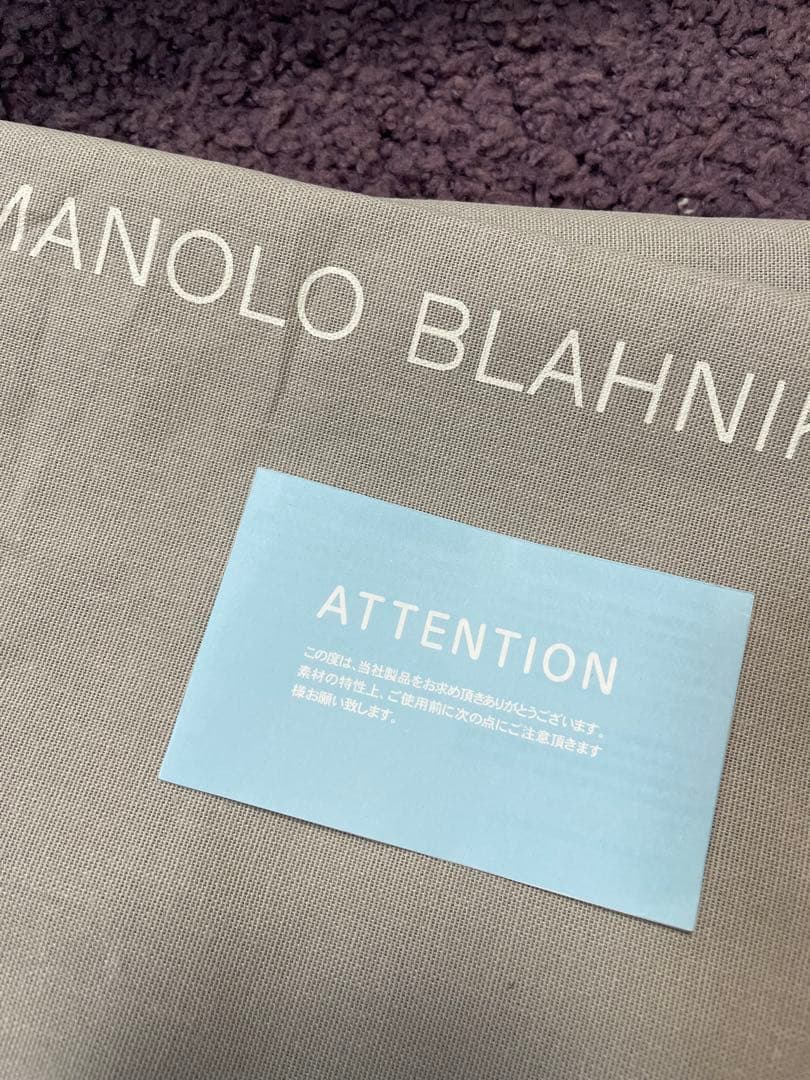 MANOLO BLAHNIK
ATTENTION
この度は、当社製品をお求め頂きありがとうございます。
素材の特性上、ご使用前に次の点にご注意頂きます
様お願い致します。